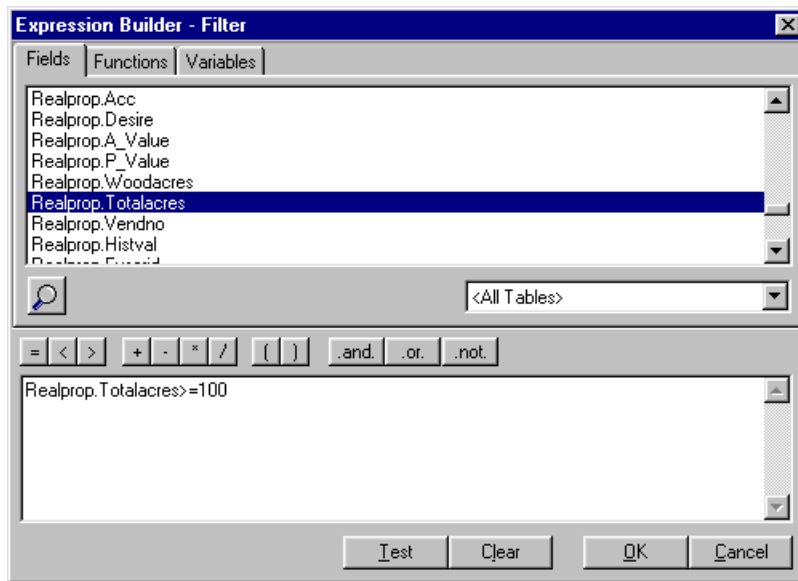 Expression Builder - Filter
Fields Functions Variables
Realprop.Acc
Realprop.Desire
Realprop.A_Value
Realprop.P_Value
Realprop.Woodacres
Realprop.Totalacres
Realprop.Vendno
Realprop.Histval
<All Tables>
= < > + - * / ( ) .and. .or. .not.
Realprop.Totalacres>=100
Test Clear OK Cancel